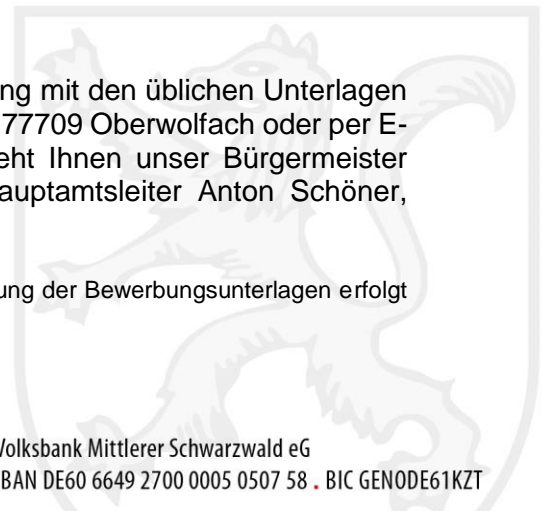 ng mit den üblichen Unterlagen
77709 Oberwolfach oder per E-
eht Ihnen unser Bürgermeister
auptamtsleiter Anton Schöner,
ung der Bewerbungsunterlagen erfolgt
Volksbank Mittlerer Schwarzwald eG
BAN DE60 6649 2700 0005 0507 58 . BIC GENODE61KZT